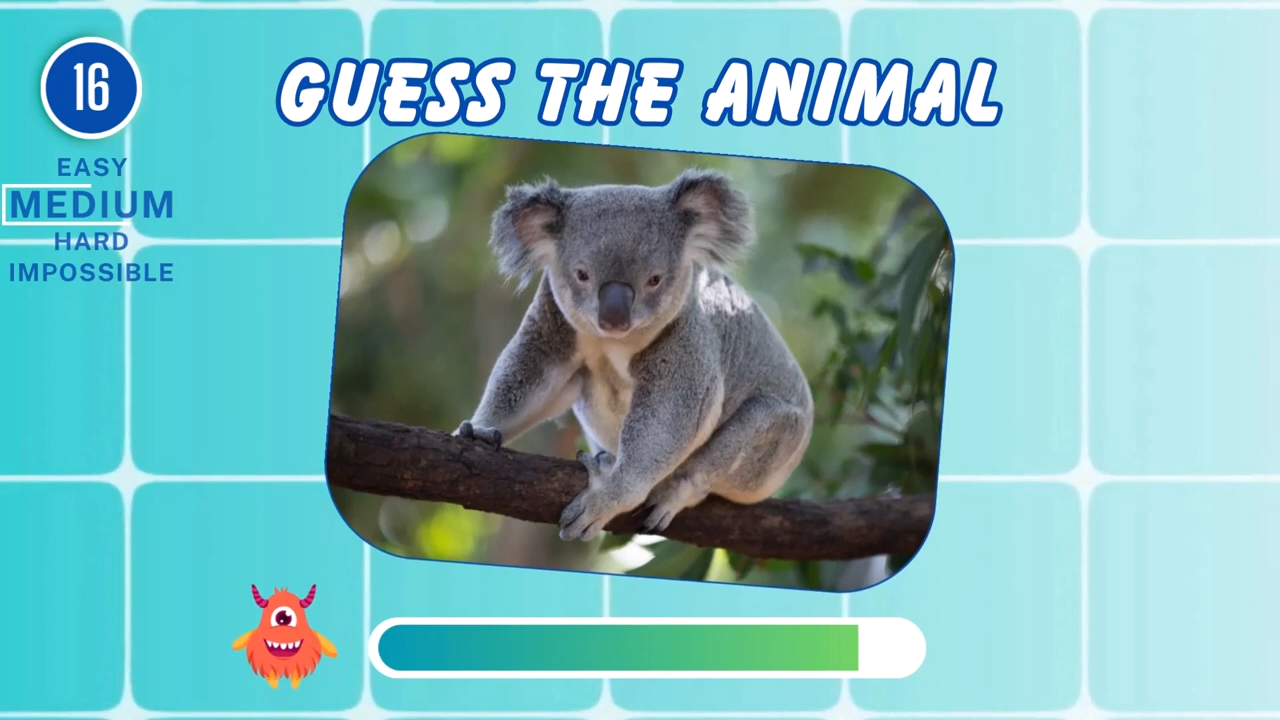 16
GUESS THE ANIMAL
EASY
MEDIUM
HARD
IMPOSSIBLE